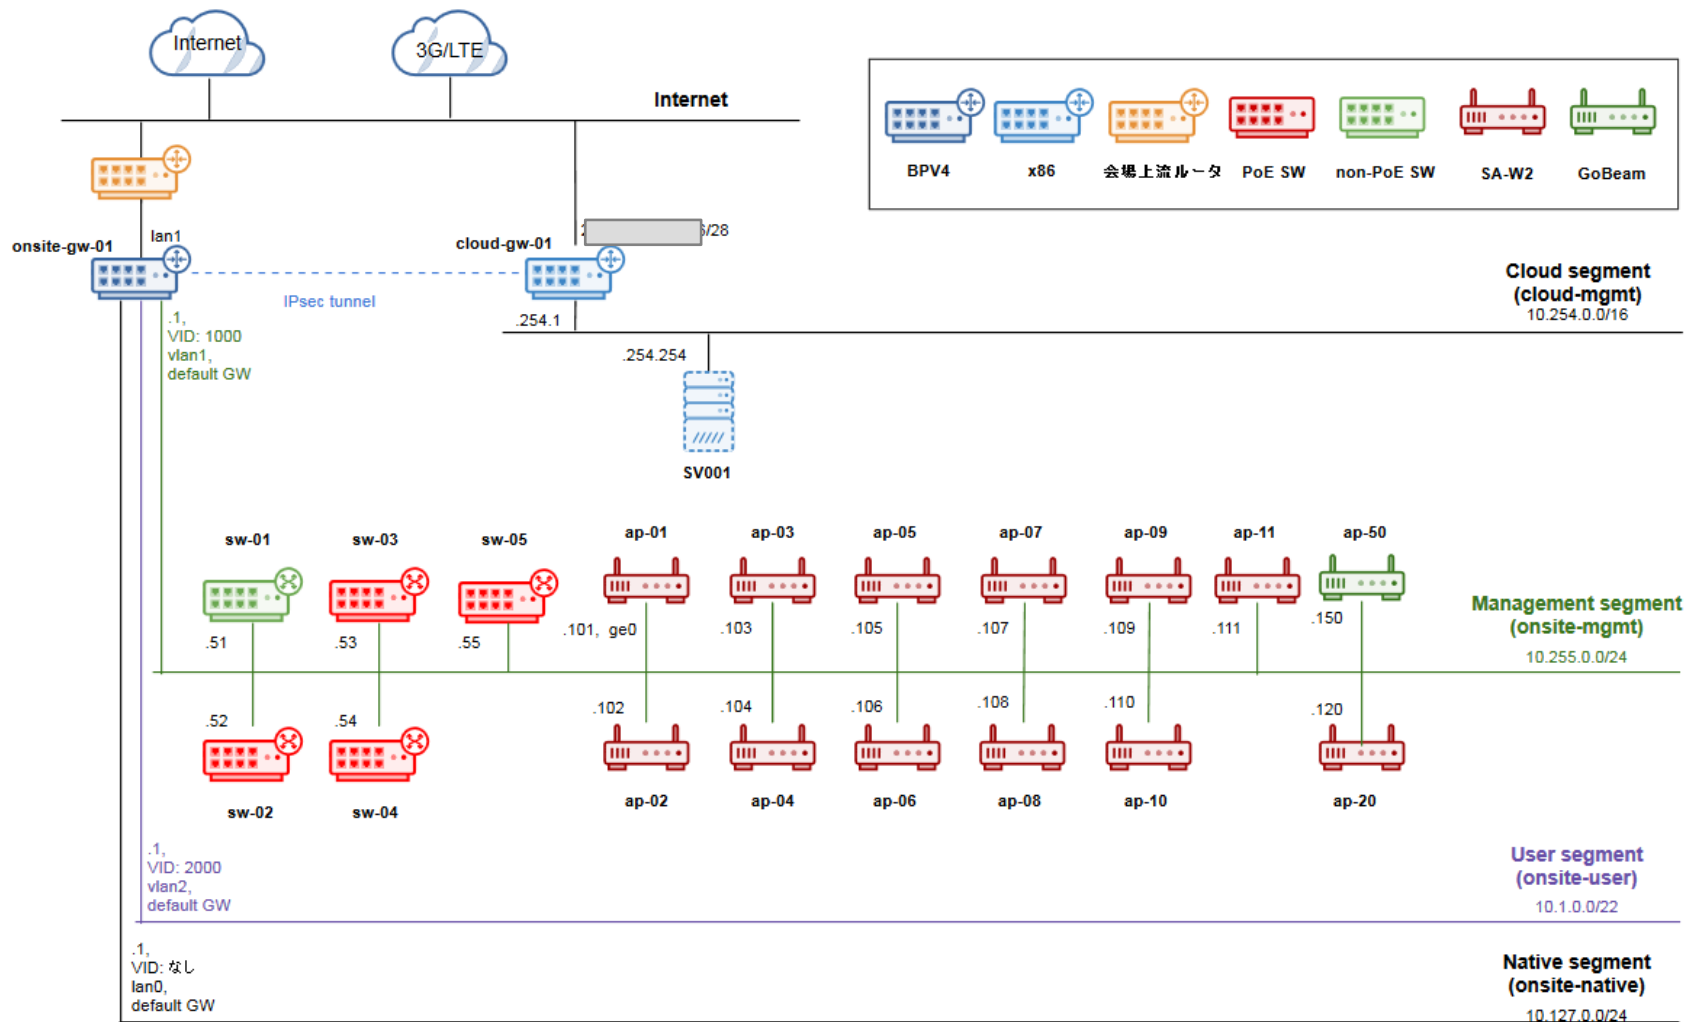 Internet
3G/LTE
Internet
BPV4
x86
会場上流ルータ
PoE SW
non-PoE SW
SA-W2
GoBeam
onsite-gw-01
lan1
cloud-gw-01
/28
IPsec tunnel
Cloud segment
(cloud-mgmt)
10.254.0.0/16
.254.1
.1,
VID: 1000
vlan1,
default GW
.254.254
SV001
sw-01
sw-03
sw-05
ap-01
ap-03
ap-05
ap-07
ap-09
ap-11
ap-50
.51
.53
.55
.101, ge0
.103
.105
.107
.109
.111
.150
Management segment
(onsite-mgmt)
10.255.0.0/24
.52
.54
.102
.104
.106
.108
.110
.120
sw-02
sw-04
ap-02
ap-04
ap-06
ap-08
ap-10
ap-20
.1,
VID: 2000
vlan2,
default GW
User segment
(onsite-user)
10.1.0.0/22
.1,
VID: なし
lan0,
default GW
Native segment
(onsite-native)
10.127.0.0/24